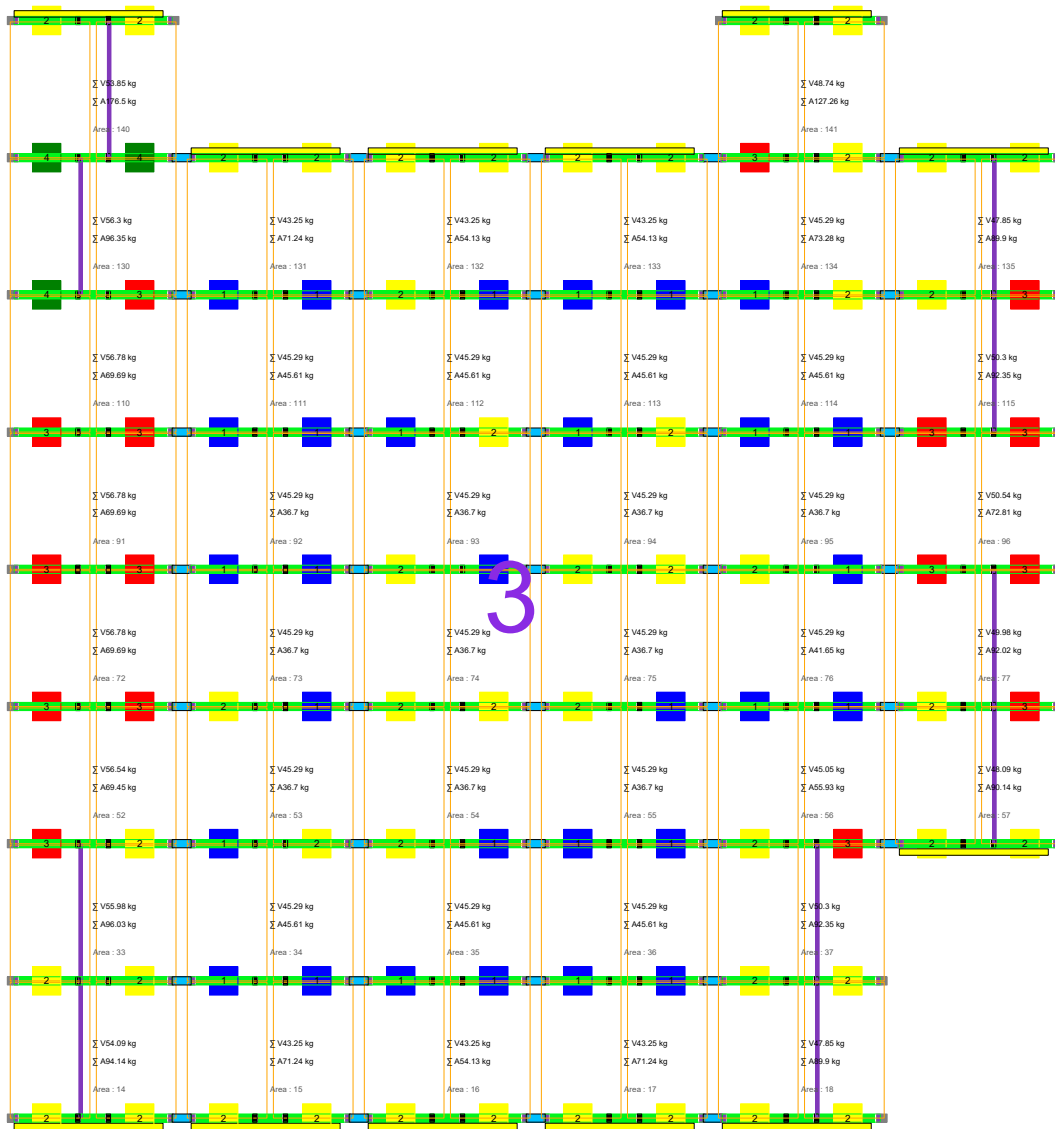 2 2 2 2
∑ V53.85 kg ∑ V48.74 kg
∑ A176.5 kg ∑ A127.26 kg
Area : 140 Area : 141
4 4 2 2 2 2 2 2 3 2 2 2
∑ V56.3 kg ∑ V43.25 kg ∑ V43.25 kg ∑ V43.25 kg ∑ V45.29 kg ∑ V47.85 kg
∑ A96.35 kg ∑ A71.24 kg ∑ A54.13 kg ∑ A54.13 kg ∑ A73.28 kg ∑ A89.9 kg
Area : 130 Area : 131 Area : 132 Area : 133 Area : 134 Area : 135
4 3 1 1 2 1 1 1 1 2 2 3
∑ V56.78 kg ∑ V45.29 kg ∑ V45.29 kg ∑ V45.29 kg ∑ V45.29 kg ∑ V50.3 kg
∑ A69.69 kg ∑ A45.61 kg ∑ A45.61 kg ∑ A45.61 kg ∑ A45.61 kg ∑ A92.35 kg
Area : 110 Area : 111 Area : 112 Area : 113 Area : 114 Area : 115
3 3 1 1 1 2 1 2 1 1 3 3
∑ V56.78 kg ∑ V45.29 kg ∑ V45.29 kg ∑ V45.29 kg ∑ V45.29 kg ∑ V50.54 kg
∑ A69.69 kg ∑ A36.7 kg ∑ A36.7 kg ∑ A36.7 kg ∑ A36.7 kg ∑ A72.81 kg
Area : 91 Area : 92 Area : 93 Area : 94 Area : 95 Area : 96
3 3 1 1 2 1 2 2 2 1 3 3
3
∑ V56.78 kg ∑ V45.29 kg ∑ V45.29 kg ∑ V45.29 kg ∑ V45.29 kg ∑ V49.98 kg
∑ A69.69 kg ∑ A36.7 kg ∑ A36.7 kg ∑ A36.7 kg ∑ A41.65 kg ∑ A92.02 kg
Area : 72 Area : 73 Area : 74 Area : 75 Area : 76 Area : 77
3 3 2 1 2 2 2 1 1 1 2 3
∑ V56.54 kg ∑ V45.29 kg ∑ V45.29 kg ∑ V45.29 kg ∑ V45.05 kg ∑ V48.09 kg
∑ A69.45 kg ∑ A36.7 kg ∑ A36.7 kg ∑ A36.7 kg ∑ A55.93 kg ∑ A90.14 kg
Area : 52 Area : 53 Area : 54 Area : 55 Area : 56 Area : 57
3 2 1 2 2 1 1 1 2 3 2 2
∑ V55.98 kg ∑ V45.29 kg ∑ V45.29 kg ∑ V45.29 kg ∑ V50.3 kg
∑ A96.03 kg ∑ A45.61 kg ∑ A45.61 kg ∑ A45.61 kg ∑ A92.35 kg
Area : 33 Area : 34 Area : 35 Area : 36 Area : 37
2 2 1 1 1 1 1 1 2 2
∑ V54.09 kg ∑ V43.25 kg ∑ V43.25 kg ∑ V43.25 kg ∑ V47.85 kg
∑ A94.14 kg ∑ A71.24 kg ∑ A54.13 kg ∑ A71.24 kg ∑ A89.9 kg
Area : 14 Area : 15 Area : 16 Area : 17 Area : 18
2 2 2 2 2 2 2 2 2 2